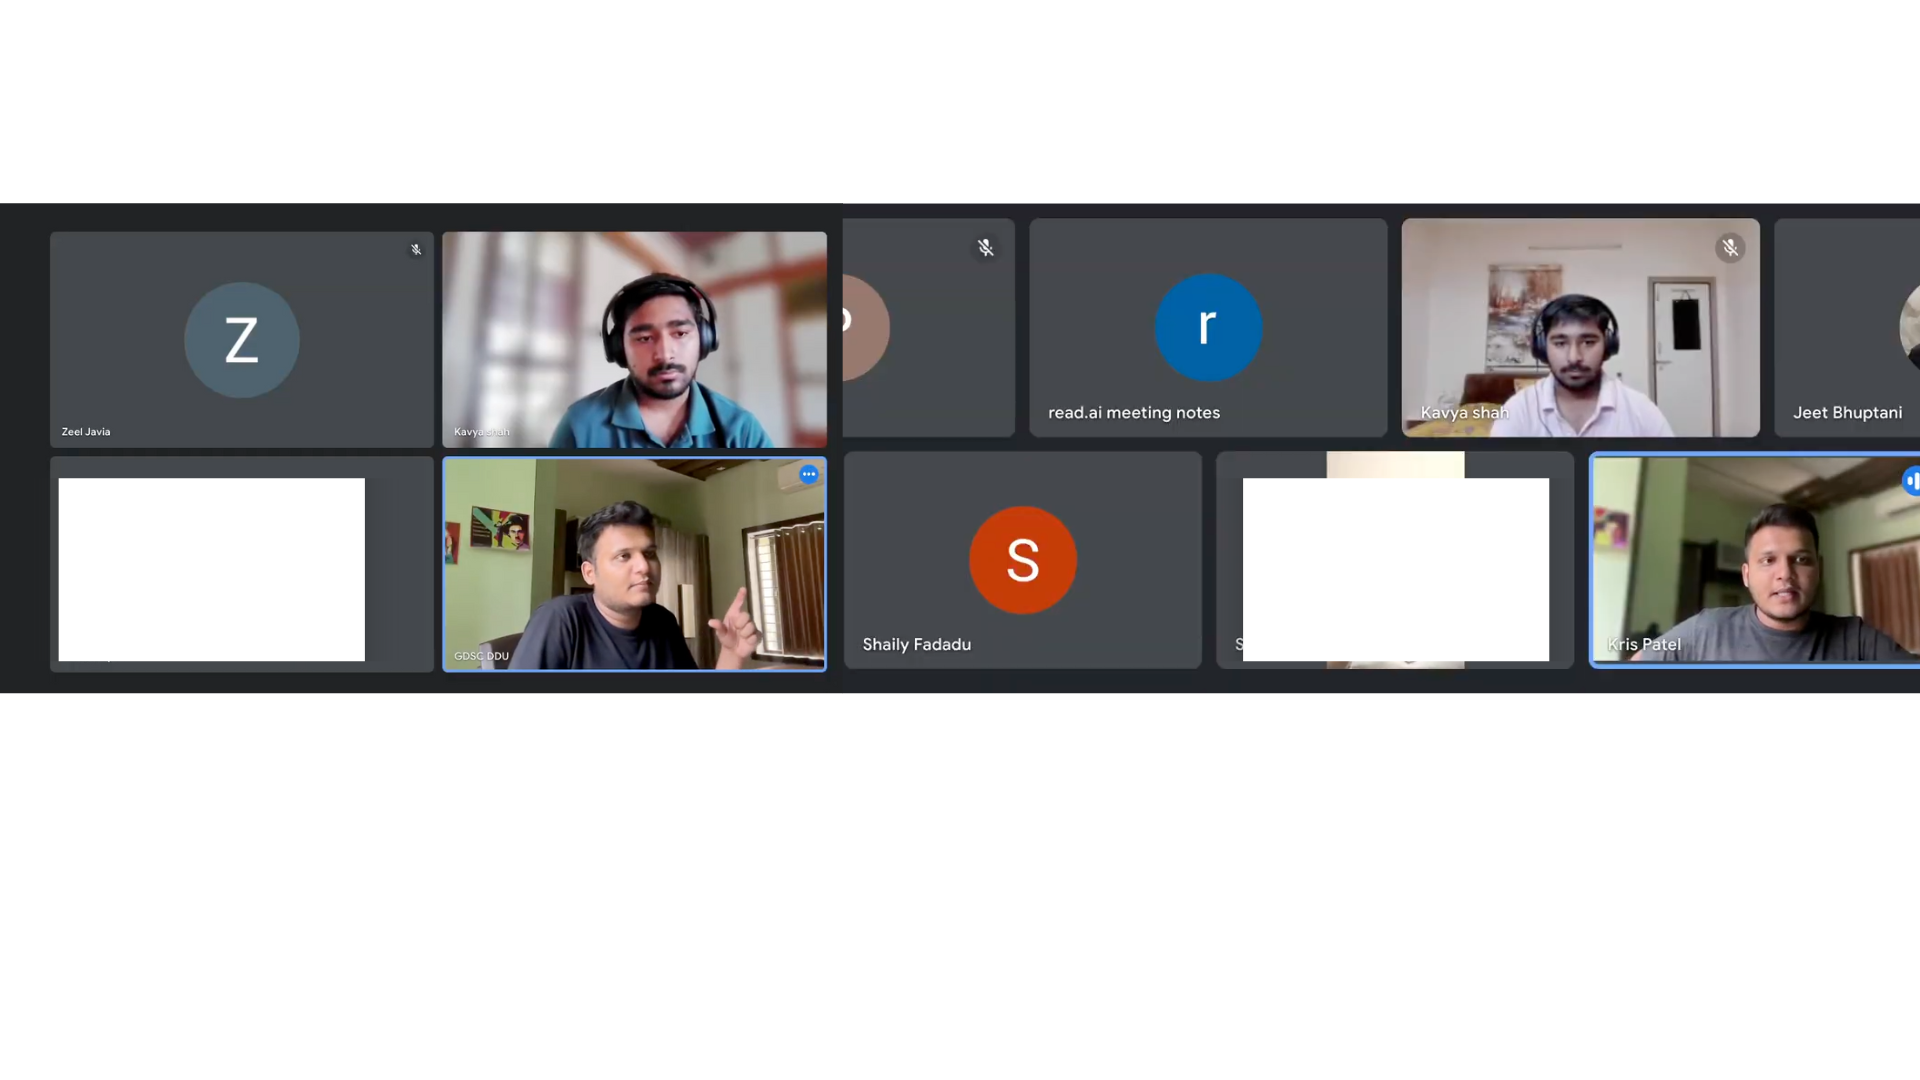 Z
Zeel Javia
Kavya shah
GDSC DDU
r
read.ai meeting notes
Kavya shah
Jeet Bhuptani
S
Shaily Fadadu
S
Kris Patel